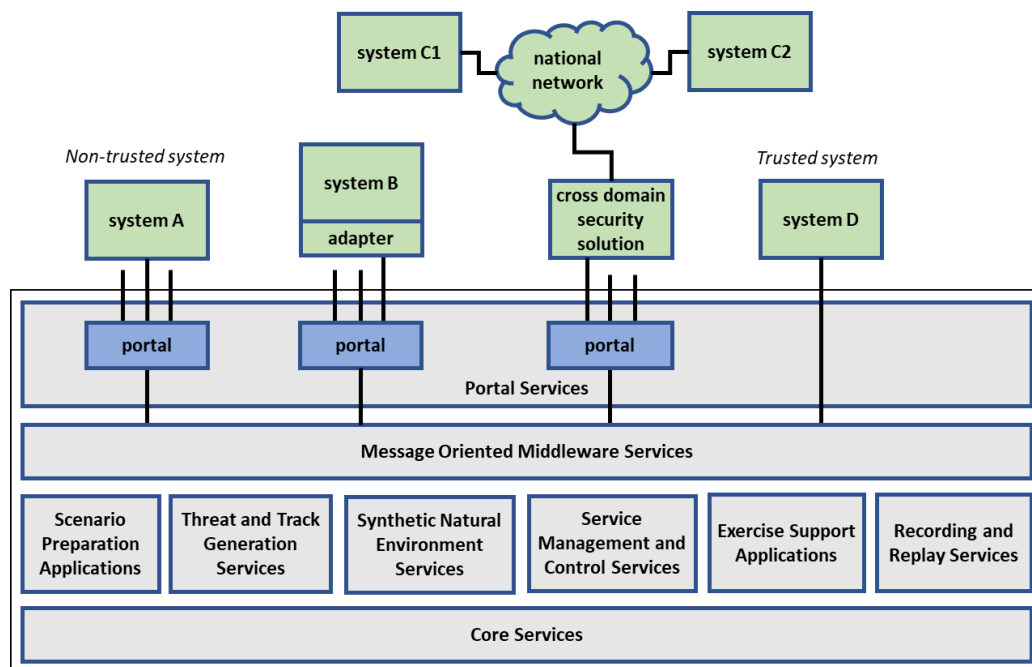 system C1
national
network
system C2
Non-trusted system
Trusted system
system A
system B
adapter
cross domain
security
solution
system D
portal
portal
portal
Portal Services
Message Oriented Middleware Services
Scenario
Preparation
Applications
Threat and Track
Generation
Services
Synthetic Natural
Environment
Services
Service
Management and
Control Services
Exercise Support
Applications
Recording and
Replay Services
Core Services